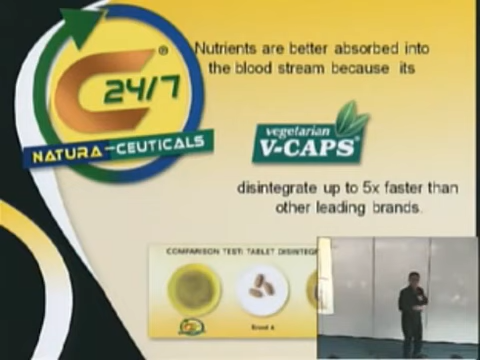 Nutrients are better absorbed into
the blood stream because its
C 24/7 ®
NATURA-CEUTICALS
vegetarian
V-CAPS®
disintegrate up to 5x faster than
other leading brands.
COMPARISON TEST: TABLET DISINTEG
Brand A